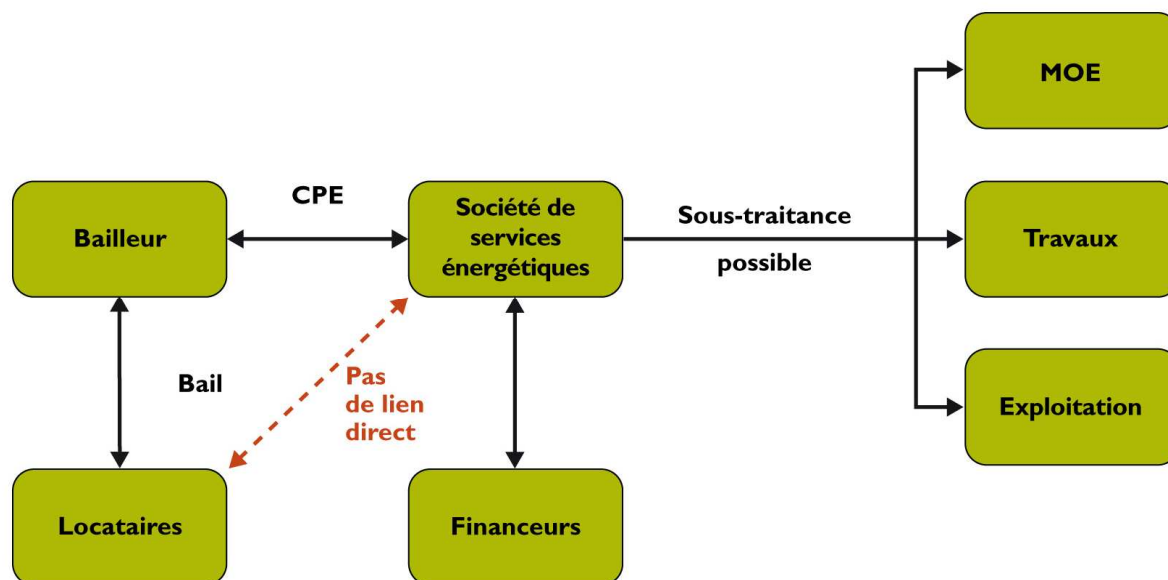 MOE
CPE
Bailleur
Société de
services
énergétiques
Sous-traitance
possible
Travaux
Bail
Pas
de lien
direct
Exploitation
Locataires
Financeurs